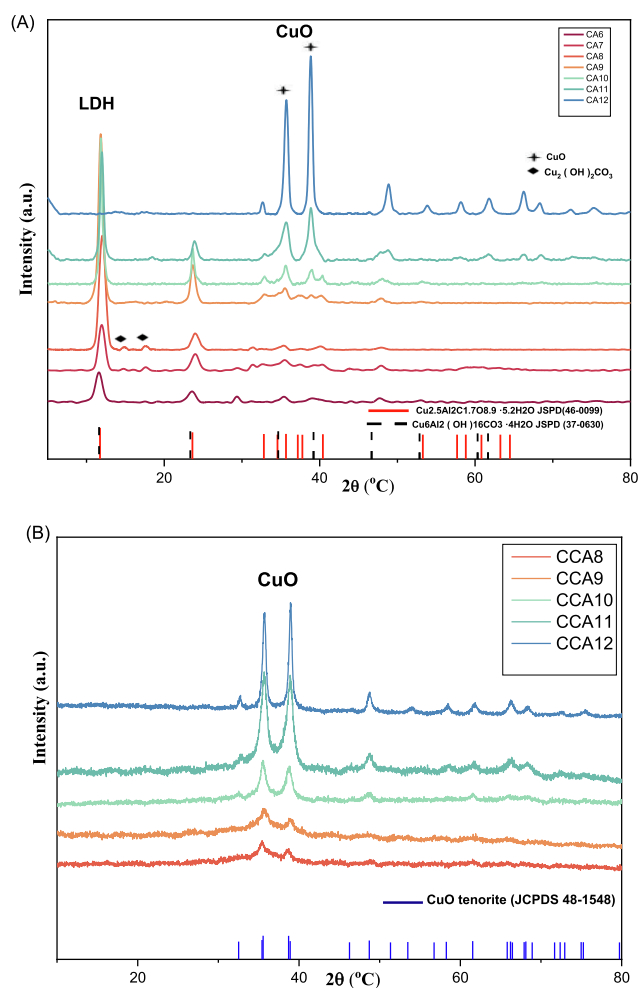 (A)
CuO
LDH
CA6
CA7
CA8
CA9
CA10
CA11
CA12
CuO
Cu2 ( OH )2CO3
Intensity (a.u.)
Cu2.5Al2C1.7O8.9 ·5.2H2O JSPD(46-0099)
Cu6Al2 ( OH )16CO3 ·4H2O JSPD (37-0630)
20 40 60 80
2θ (°C)
(B)
CuO
CCA8
CCA9
CCA10
CCA11
CCA12
Intensity (a.u.)
CuO tenorite (JCPDS 48-1548)
20 40 60 80
2θ (°C)